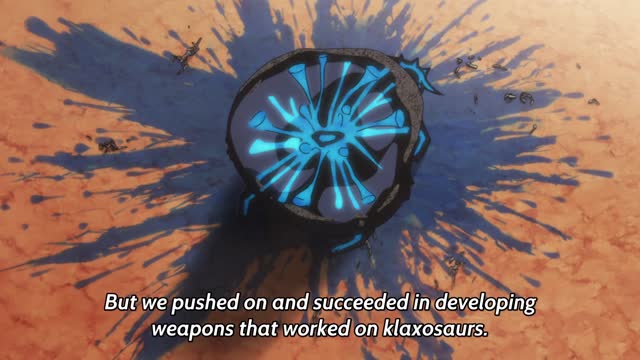 But we pushed on and succeeded in developing
weapons that worked on klaxosaurs.